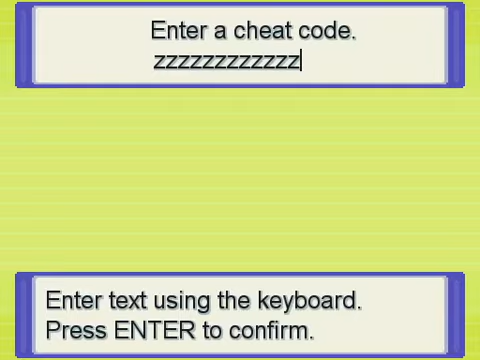 Enter a cheat code.
zzzzzzzzzzzz
Enter text using the keyboard.
Press ENTER to confirm.